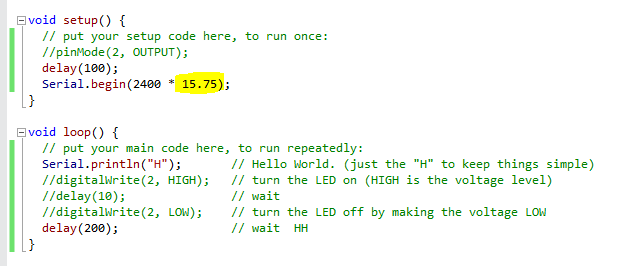 void setup() {
// put your setup code here, to run once:
//pinMode(2, OUTPUT);
delay(100);
Serial.begin(2400 * 15.75);
}
void loop() {
// put your main code here, to run repeatedly:
Serial.println("H"); // Hello World. (just the "H" to keep things simple)
//digitalWrite(2, HIGH); // turn the LED on (HIGH is the voltage level)
//delay(10); // wait
//digitalWrite(2, LOW); // turn the LED off by making the voltage LOW
delay(200); // wait HH
}